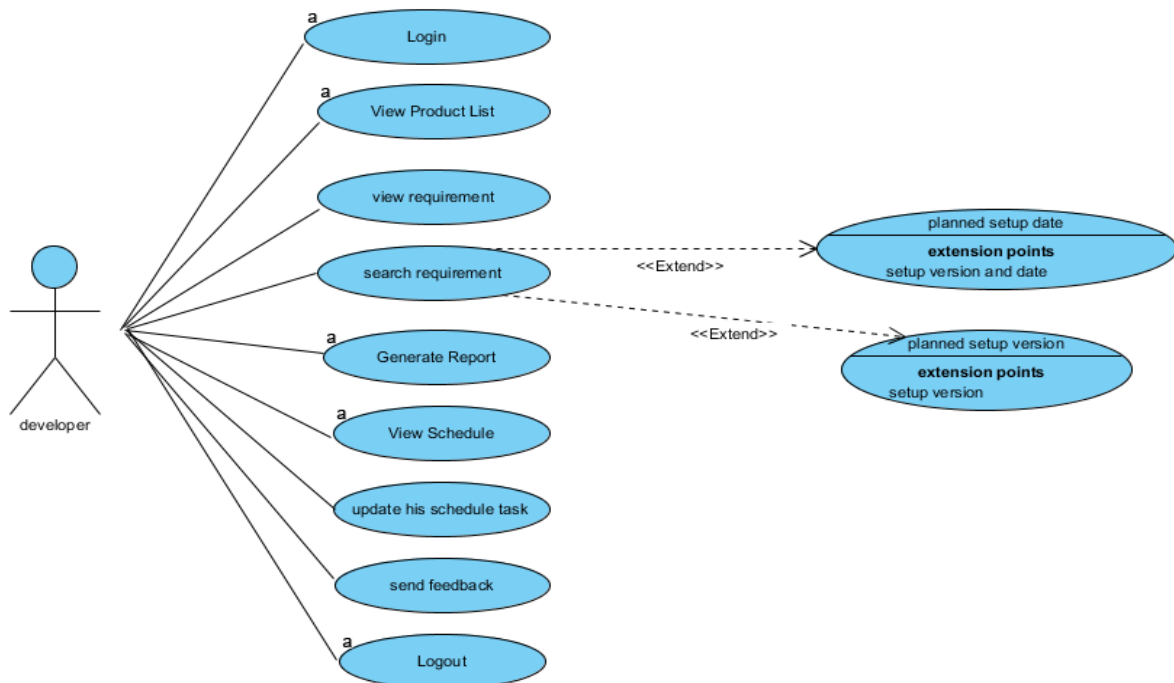 a
Login
a
View Product List
view requirement
search requirement
<<Extend>>
planned setup date
extension points
setup version and date
<<Extend>>
planned setup version
extension points
setup version
a
Generate Report
developer
a
View Schedule
update his schedule task
send feedback
a
Logout